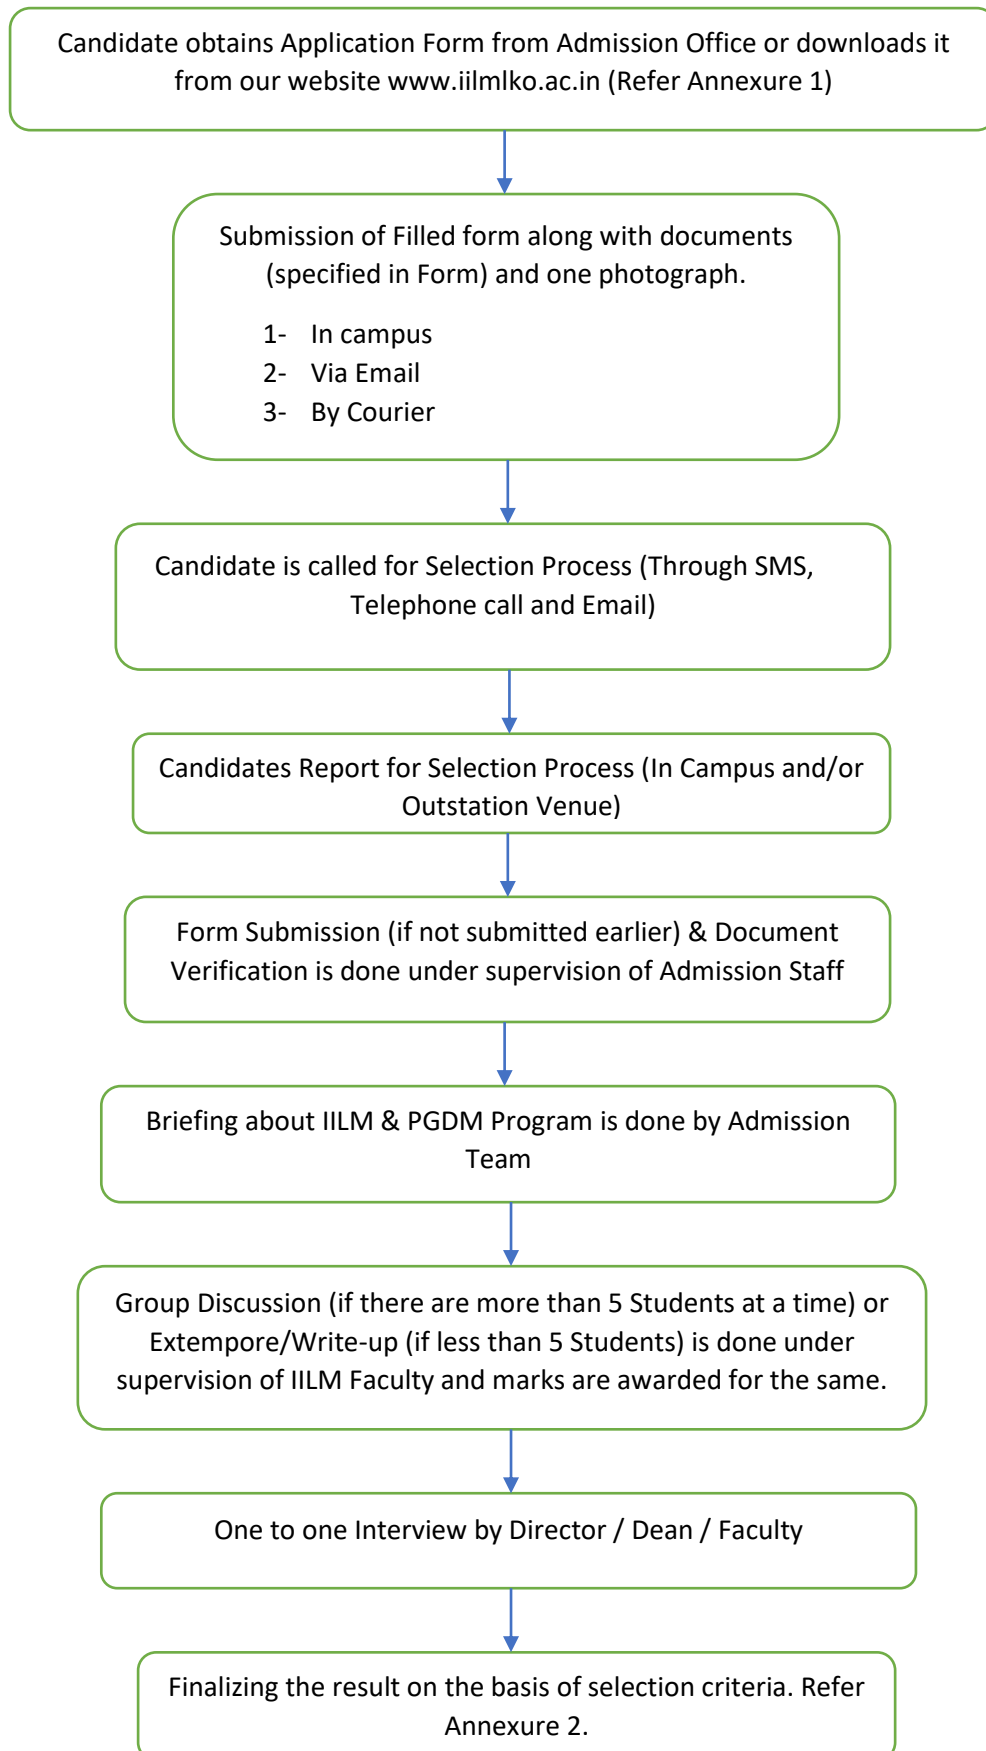 Candidate obtains Application Form from Admission Office or downloads it
from our website www.iilmlko.ac.in (Refer Annexure 1)
Submission of Filled form along with documents
(specified in Form) and one photograph.
1- In campus
2- Via Email
3- By Courier
Candidate is called for Selection Process (Through SMS,
Telephone call and Email)
Candidates Report for Selection Process (In Campus and/or
Outstation Venue)
Form Submission (if not submitted earlier) & Document
Verification is done under supervision of Admission Staff
Briefing about IILM & PGDM Program is done by Admission
Team
Group Discussion (if there are more than 5 Students at a time) or
Extempore/Write-up (if less than 5 Students) is done under
supervision of IILM Faculty and marks are awarded for the same.
One to one Interview by Director / Dean / Faculty
Finalizing the result on the basis of selection criteria. Refer
Annexure 2.